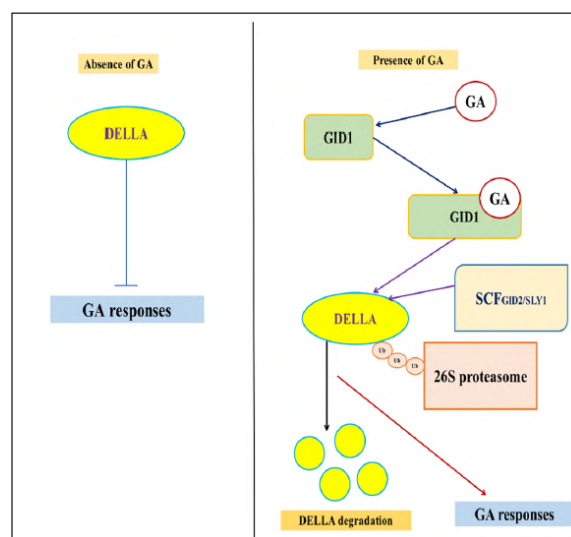 Absence of GA
DELLA
GA responses
Presence of GA
GA
GID1
GA
GID1
SCFGID2/SLY1
DELLA
Ub
Ub
Ub
26S proteasome
DELLA degradation
GA responses